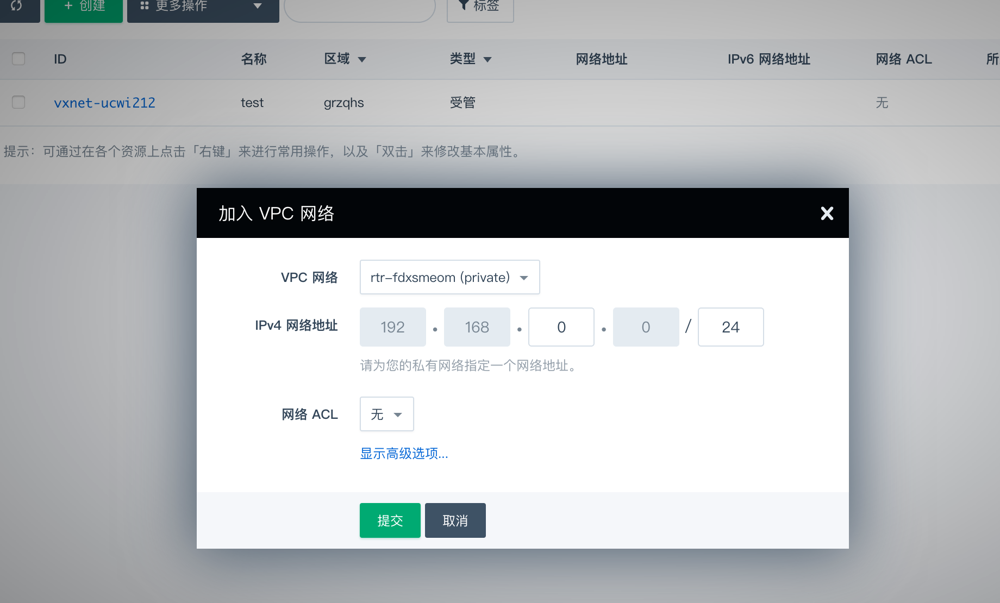 + 创建 更多操作 标签
ID 名称 区域 类型 网络地址 IPv6 网络地址 网络 ACL 所
vxnet-ucwi212 test grzqhs 受管 无
提示：可通过在各个资源上点击「右键」来进行常用操作，以及「双击」来修改基本属性。
加入 VPC 网络
VPC 网络 rtr-fdxsmeom (private)
IPv4 网络地址 192 . 168 . 0 . 0 / 24
请为您的私有网络指定一个网络地址。
网络 ACL 无
显示高级选项...
提交 取消